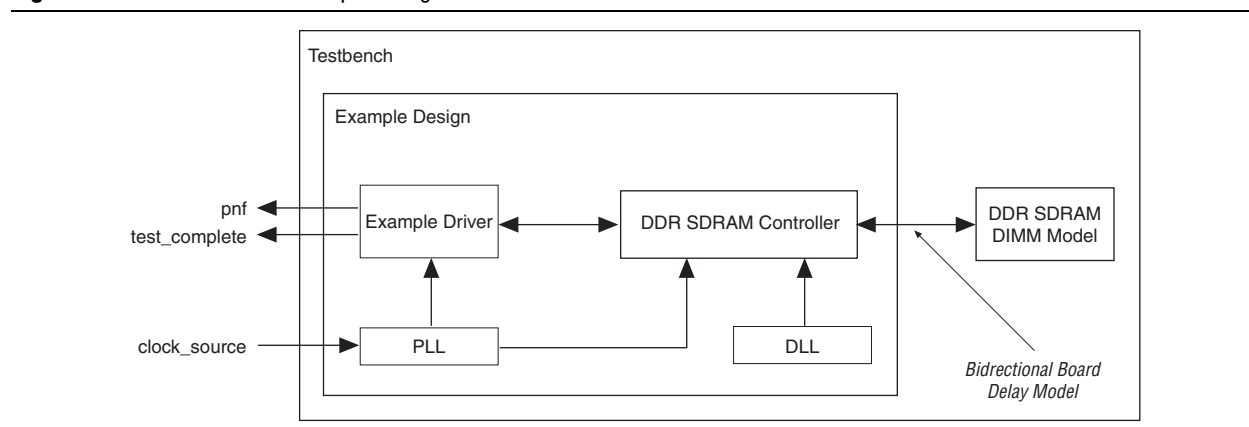 Testbench
Example Design
pnf
test_complete
Example Driver
DDR SDRAM Controller
DDR SDRAM
DIMM Model
clock_source
PLL
DLL
Bidrectional Board
Delay Model